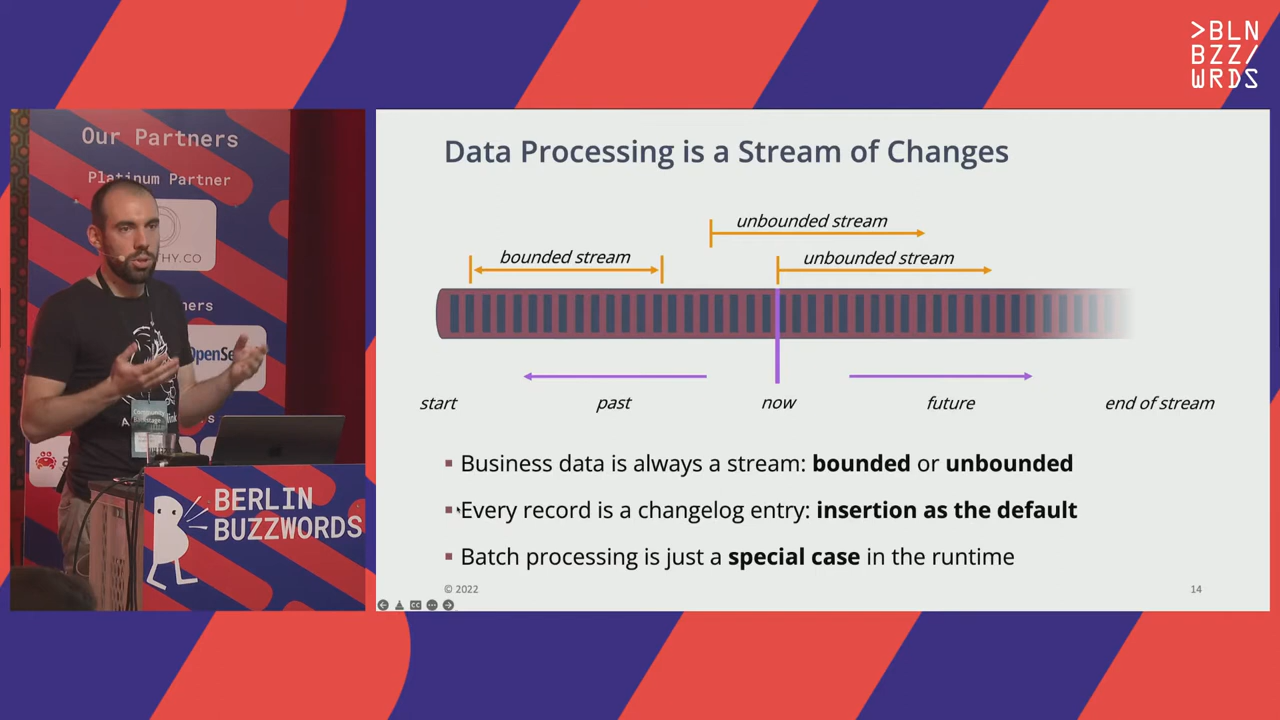 >BLN
BZZ/
WRDS
Our Partners
Platinum Partner
THY.CO
OpenSe
Community
Backstage
BERLIN
BUZZWORDS
Data Processing is a Stream of Changes
unbounded stream
bounded stream
unbounded stream
start
past
now
future
end of stream
▪ Business data is always a stream: bounded or unbounded
▪ Every record is a changelog entry: insertion as the default
▪ Batch processing is just a special case in the runtime
© 2022
14